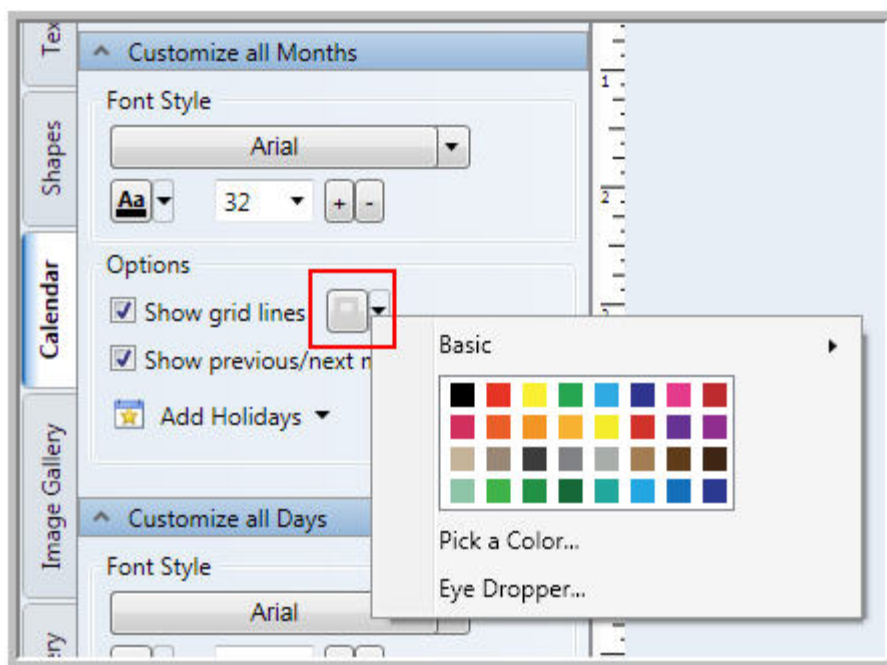 Tex
Customize all Months
Font Style
Arial
1
Shapes
Aa
32
+
-
2
Calendar
Options
Show grid lines
Basic
Show previous/next
Add Holidays
Image Gallery
Customize all Days
Pick a Color...
Font Style
Eye Dropper...
Arial
ry